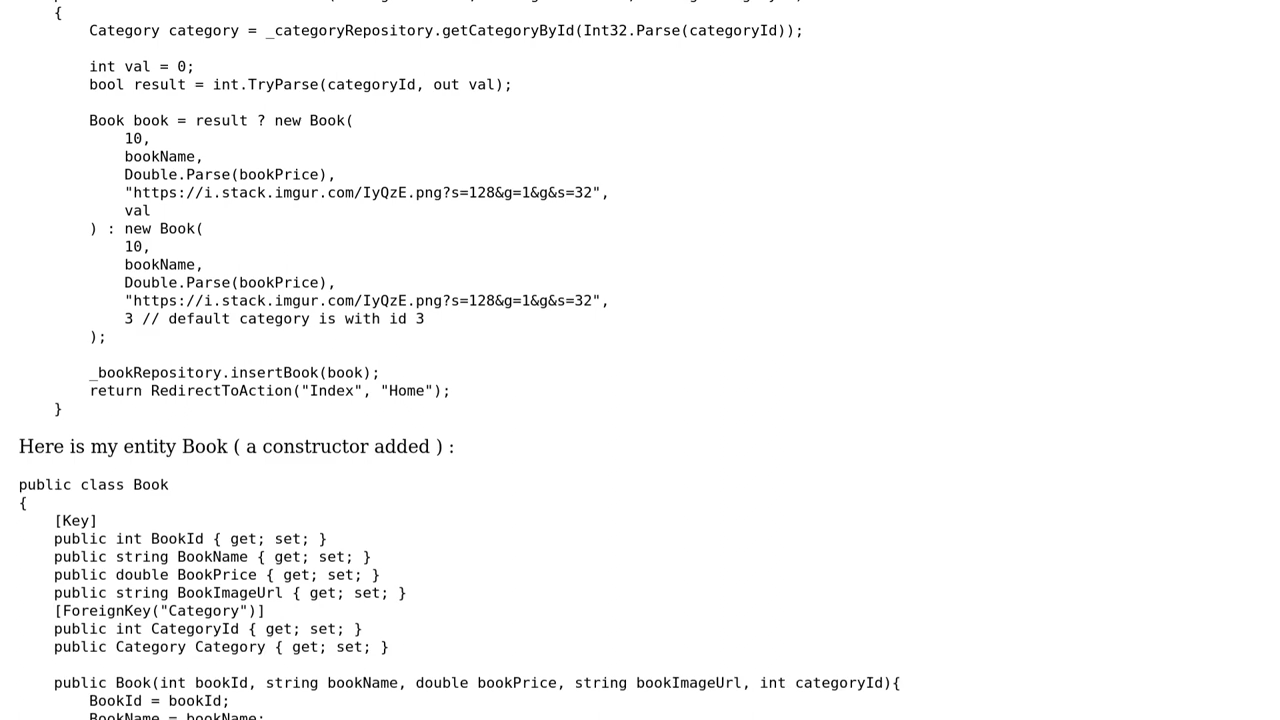 {
Category category = _categoryRepository.getCategoryById(Int32.Parse(categoryId));
int val = 0;
bool result = int.TryParse(categoryId, out val);
Book book = result ? new Book(
10,
bookName,
Double.Parse(bookPrice),
"https://i.stack.imgur.com/IyQzE.png?s=128&g=1&g&s=32",
val
) : new Book(
10,
bookName,
Double.Parse(bookPrice),
"https://i.stack.imgur.com/IyQzE.png?s=128&g=1&g&s=32",
3 // default category is with id 3
);
_bookRepository.insertBook(book);
return RedirectToAction("Index", "Home");
}
Here is my entity Book ( a constructor added ) :
public class Book
{
[Key]
public int BookId { get; set; }
public string BookName { get; set; }
public double BookPrice { get; set; }
public string BookImageUrl { get; set; }
[ForeignKey("Category")]
public int CategoryId { get; set; }
public Category Category { get; set; }
public Book(int bookId, string bookName, double bookPrice, string bookImageUrl, int categoryId){
BookId = bookId;
BookName = bookName;